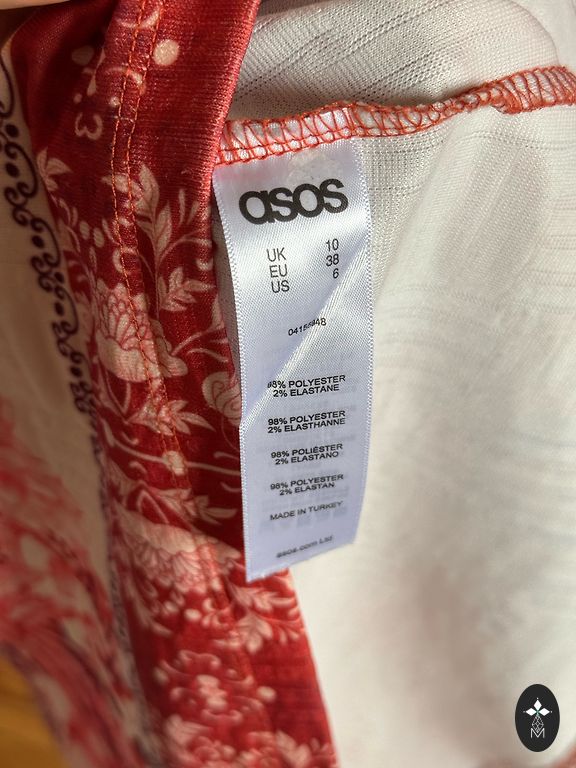 asos
UK 10
EU 38
US 6
98% POLYESTER
2% ELASTANE
98% POLYESTER
2% ELASTHANNE
98% POLIÉSTER
2% ELASTANO
98% POLYESTER
2% ELASTAN
MADE IN TURKEY
asos.com Ltd